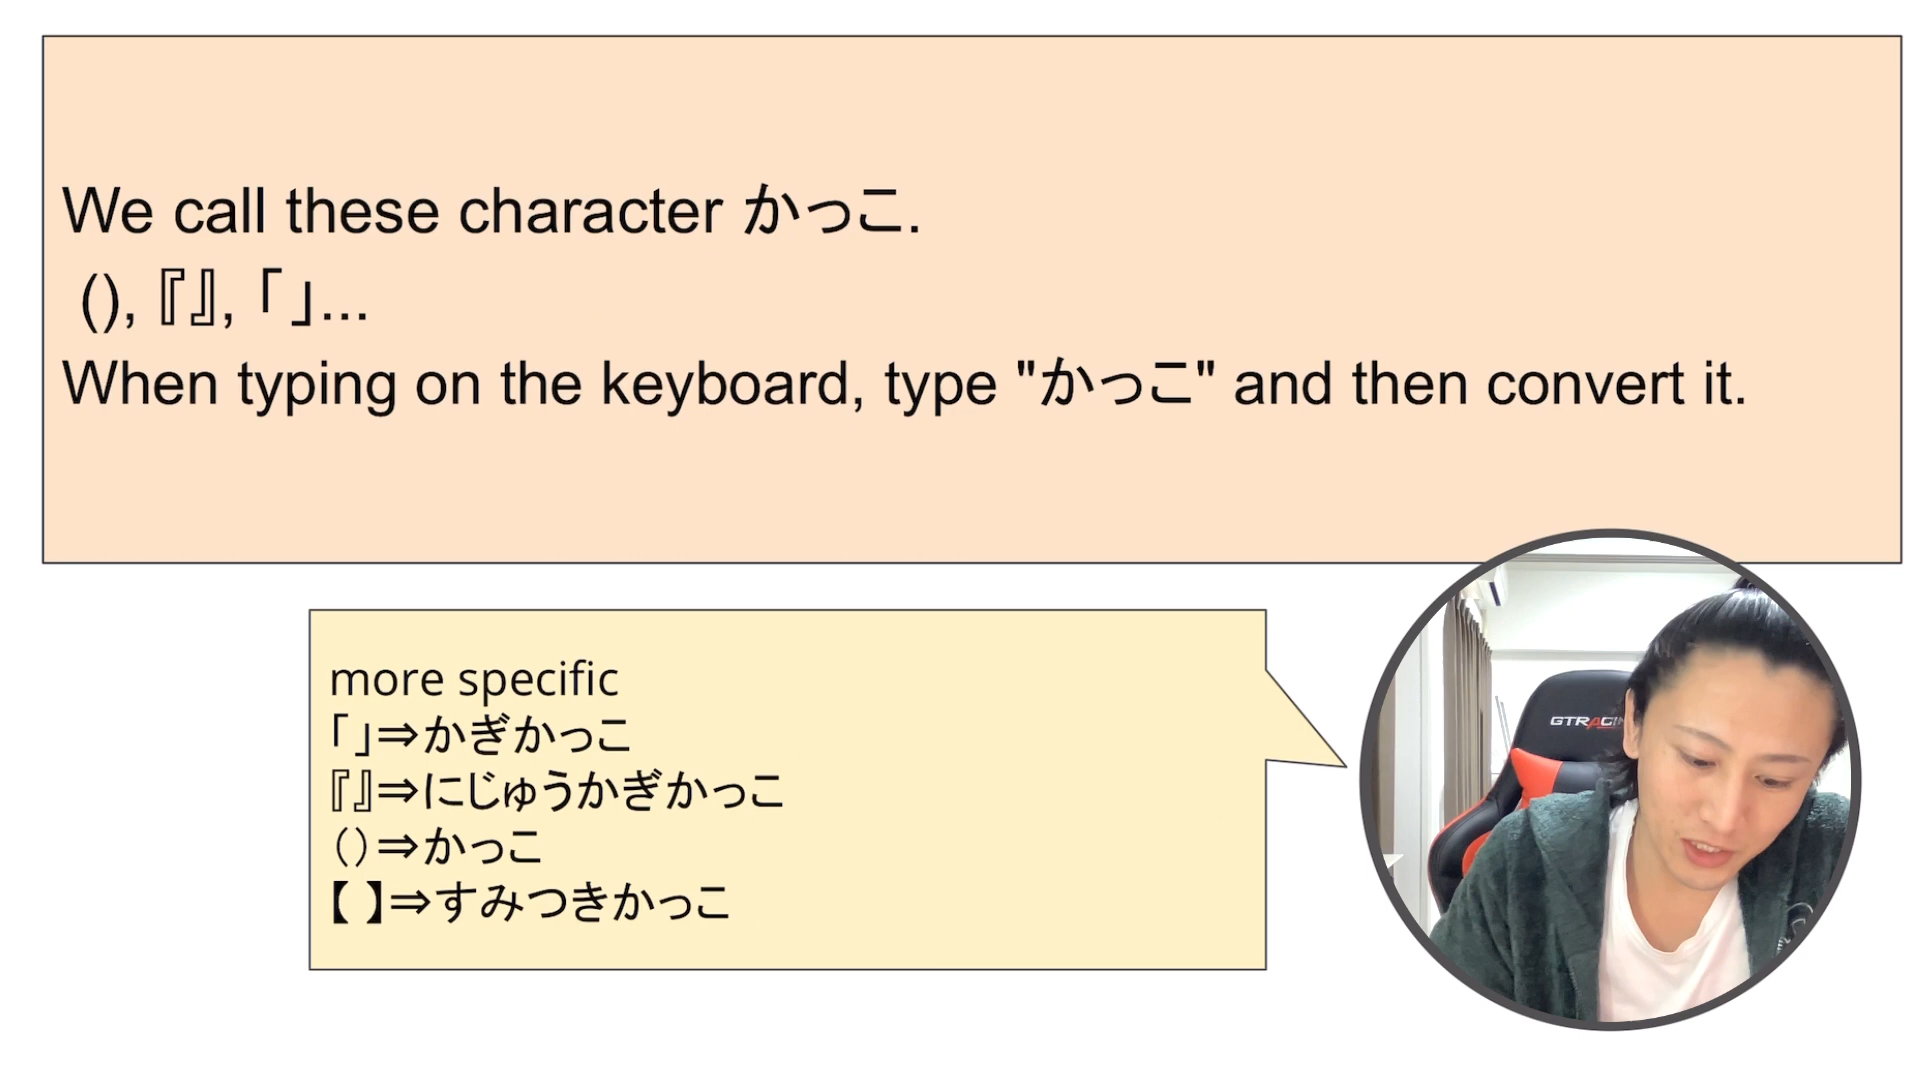 We call these character かっこ.
(), 『』, 「」...
When typing on the keyboard, type "かっこ" and then convert it.
more specific
「」⇒かぎかっこ
『』⇒にじゅうかぎかっこ
()⇒かっこ
【 】⇒すみつきかっこ